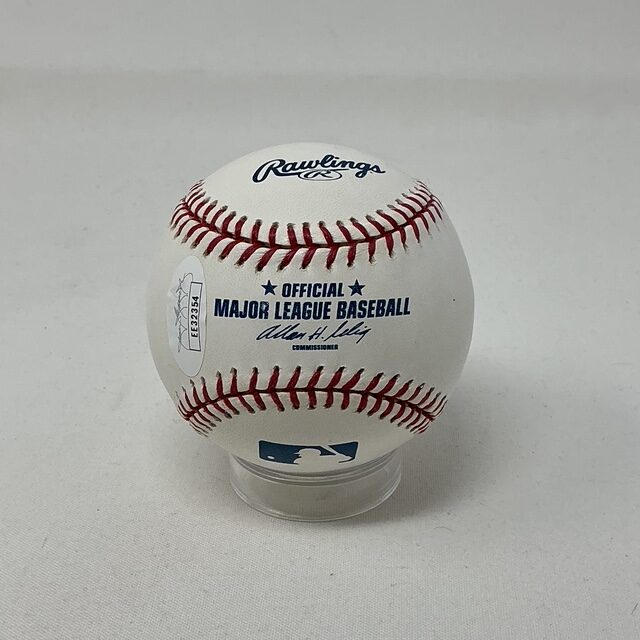 Rawlings
R
★ OFFICIAL ★
MAJOR LEAGUE BASEBALL
Allan H. Selig
COMMISSIONER
EE32354